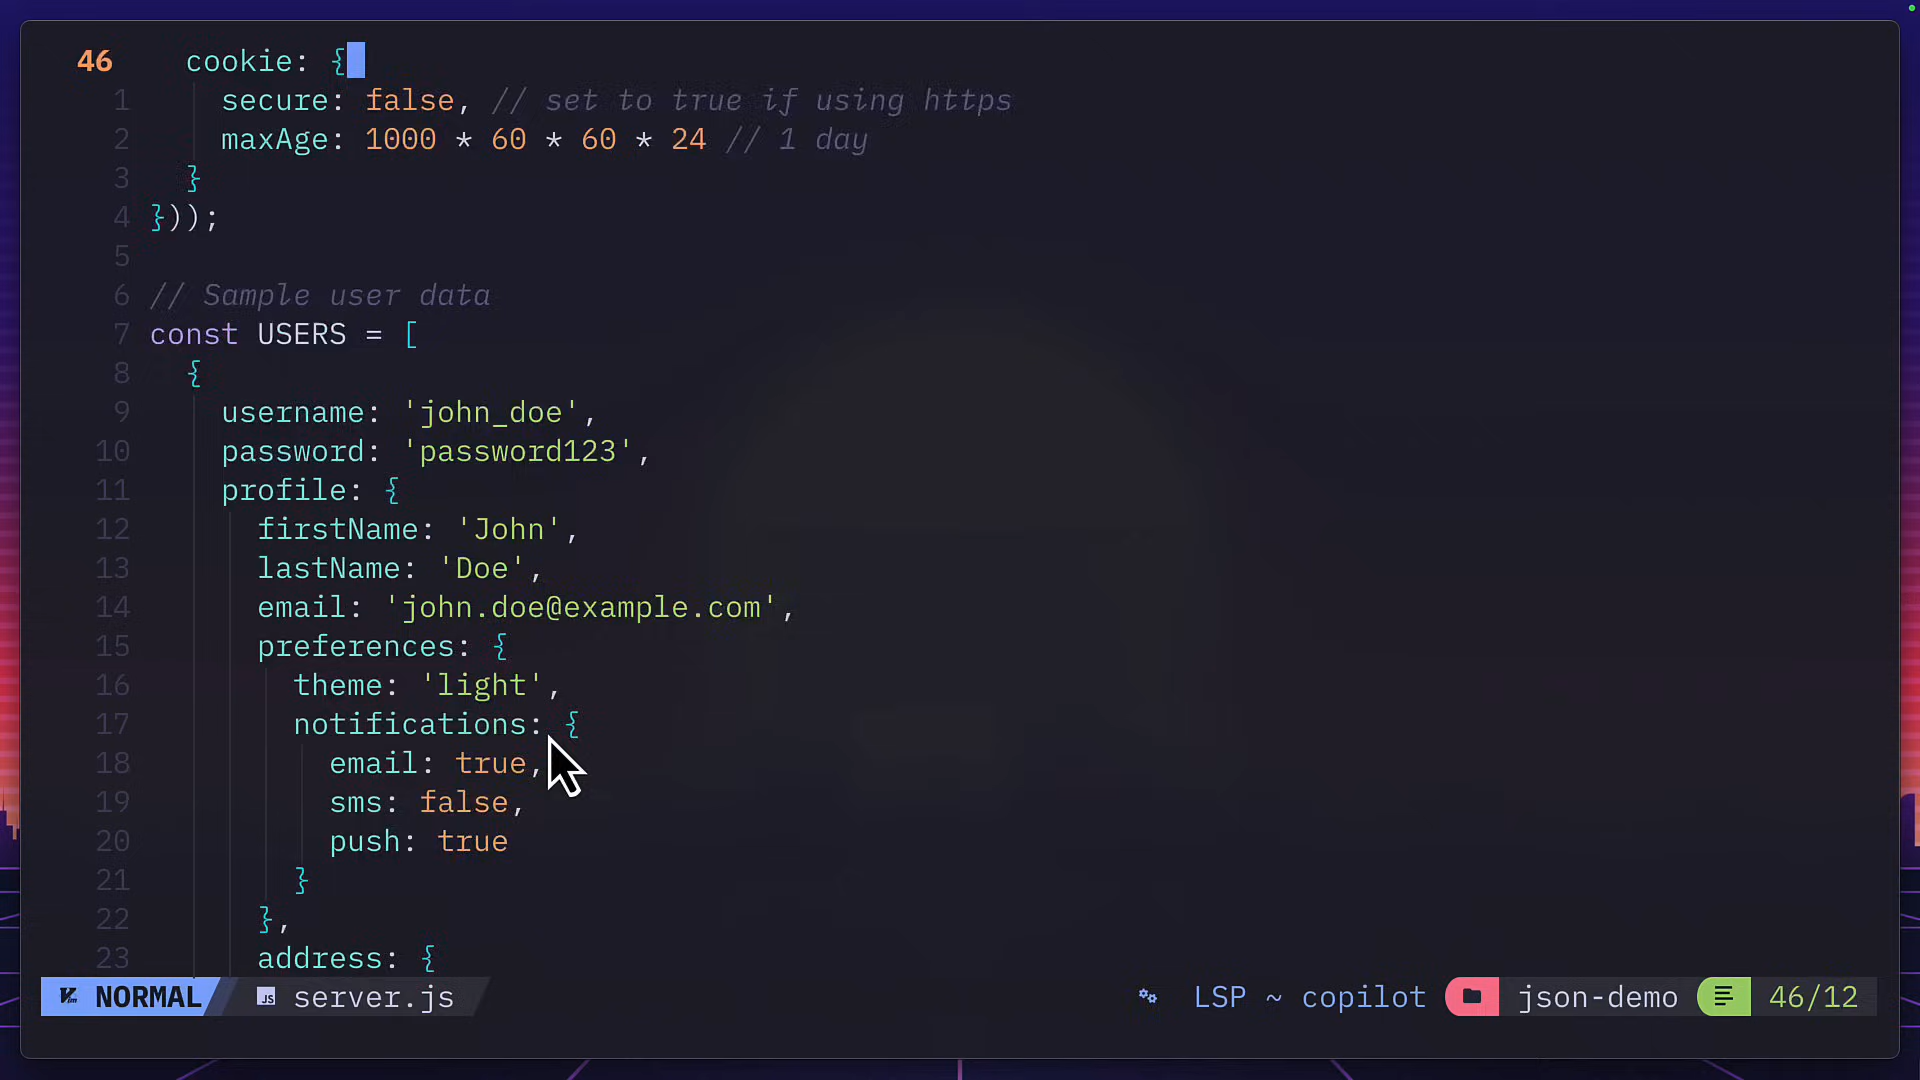 46 cookie: {
1 secure: false, // set to true if using https
2 maxAge: 1000 * 60 * 60 * 24 // 1 day
3 }
4 }));
5
6 // Sample user data
7 const USERS = [
8 {
9 username: 'john_doe',
10 password: 'password123',
11 profile: {
12 firstName: 'John',
13 lastName: 'Doe',
14 email: 'john.doe@example.com',
15 preferences: {
16 theme: 'light',
17 notifications: {
18 email: true,
19 sms: false,
20 push: true
21 }
22 },
23 address: {
NORMAL JS server.js LSP ~ copilot json-demo 46/12